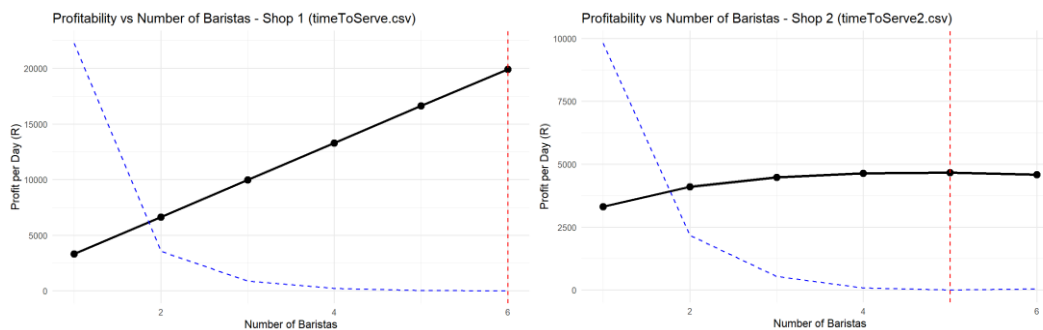 Profitability vs Number of Baristas - Shop 1 (timeToServe.csv)
Profit per Day (R)
20000
15000
10000
5000
0
2
4
6
Number of Baristas
Profitability vs Number of Baristas - Shop 2 (timeToServe2.csv)
Profit per Day (R)
10000
7500
5000
2500
0
2
4
6
Number of Baristas